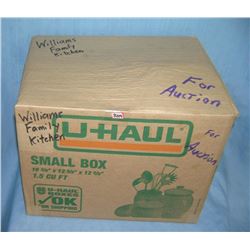 Williams
Family
Kitchen
For
Auction
Williams
Family
Kitchen
U-HAUL
SMALL BOX
1.5 CU FT
For
Auction
U-HAUL
BOXES
OK